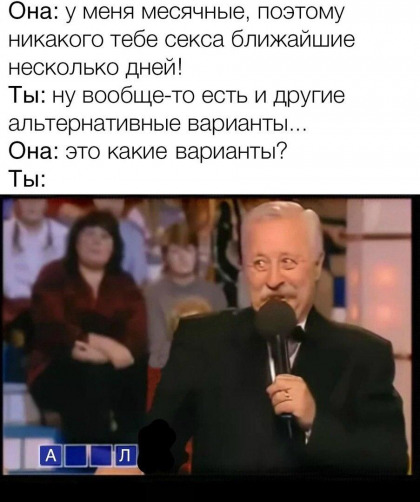 Она: у меня месячные, поэтому
никакого тебе секса ближайшие
несколько дней!
Ты: ну вообще-то есть и другие
альтернативные варианты...
Она: это какие варианты?
Ты:
А Л